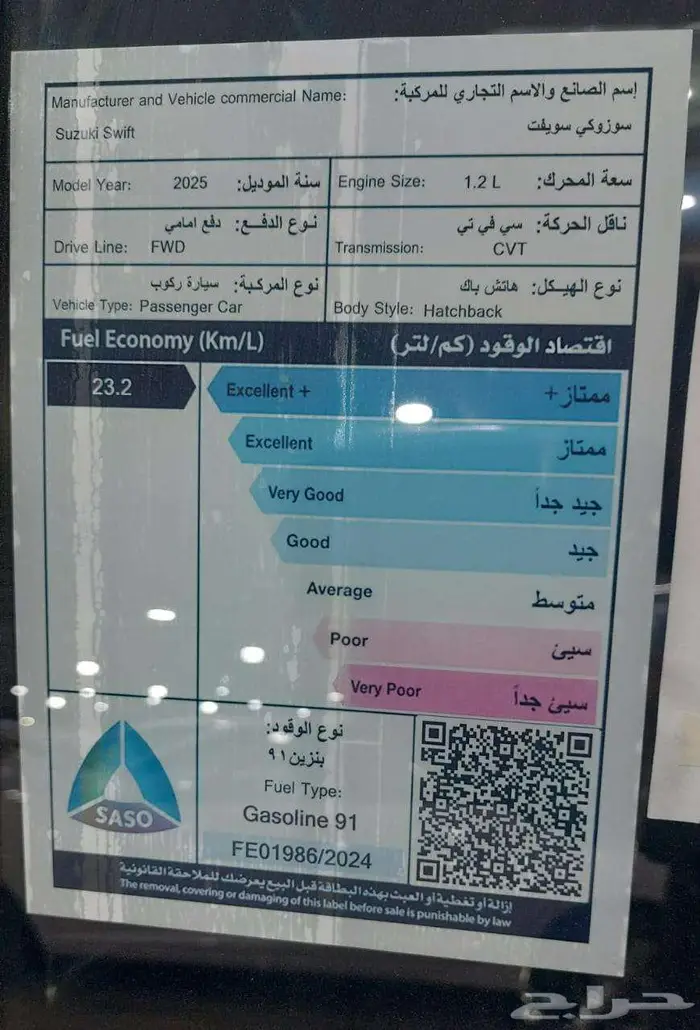 Manufacturer and Vehicle commercial Name: إسم الصانع والاسم التجاري للمركبة:
Suzuki Swift سوزوكي سويفت
Model Year: 2025 سنة الموديل: Engine Size: 1.2 L سعة المحرك:
نوع الدفـــع: دفع امامي ناقل الحركة: سي في تي
Drive Line: FWD Transmission: CVT
نوع المركبة: سيارة ركوب نوع الهيـــكل: هاتش باك
Vehicle Type: Passenger Car Body Style: Hatchback
Fuel Economy (Km/L) اقتصاد الوقود (كم/لتر)
23.2 Excellent + ممتاز+
Excellent ممتاز
Very Good جيد جداً
Good جيد
Average متوسط
Poor سيئ
Very Poor سيئ جداً
نوع الوقود:
بنزين ٩١
Fuel Type:
Gasoline 91
SASO
FE01986/2024
إزالة أو تغطية أو العبث بهذه البطاقة قبل البيع يعرضك للملاحقة القانونية
The removal, covering or damaging of this label before sale is punishable by law
حراج